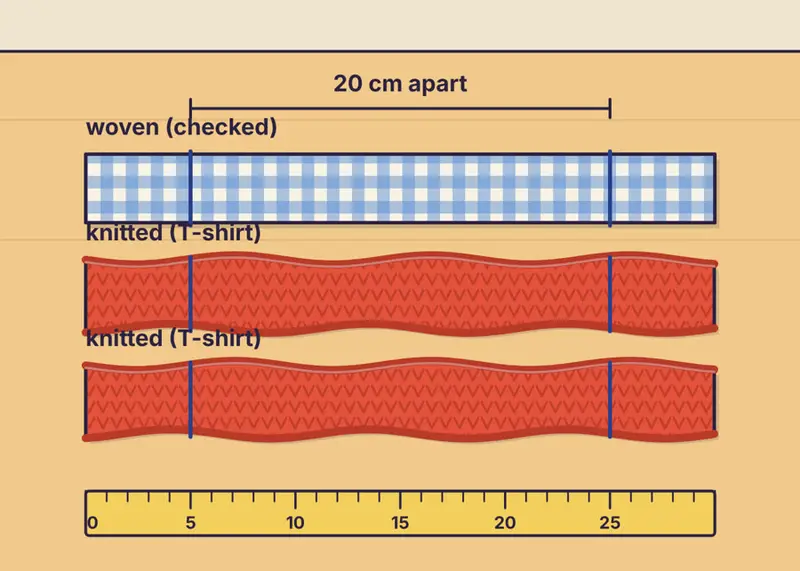 20 cm apart
woven (checked)
knitted (T-shirt)
knitted (T-shirt)
0 5 10 15 20 25